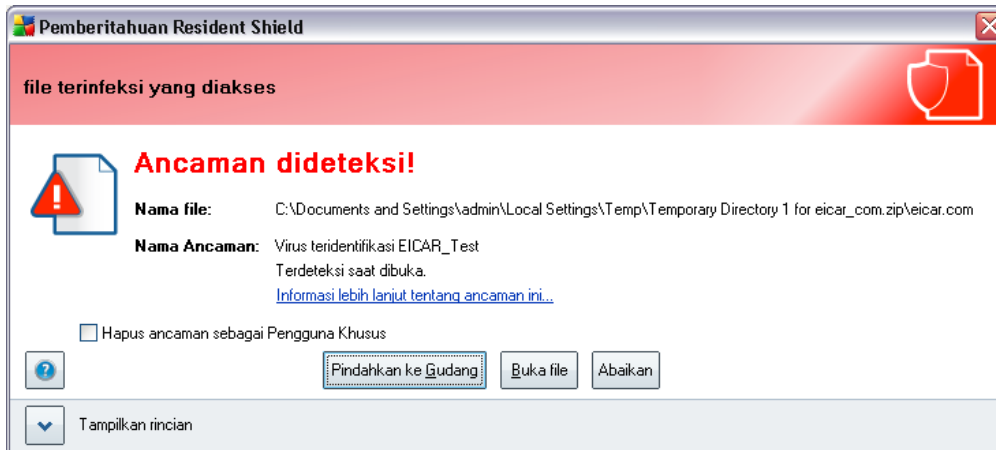 Pemberitahuan Resident Shield
file terinfeksi yang diakses
Ancaman dideteksi!
Nama file: C:\Documents and Settings\admin\Local Settings\Temp\Temporary Directory 1 for eicar_com.zip\eicar.com
Nama Ancaman: Virus teridentifikasi EICAR_Test
Terdeteksi saat dibuka.
Informasi lebih lanjut tentang ancaman ini...
Hapus ancaman sebagai Pengguna Khusus
Pindahkan ke Gudang Buka file Abaikan
Tampilkan rincian